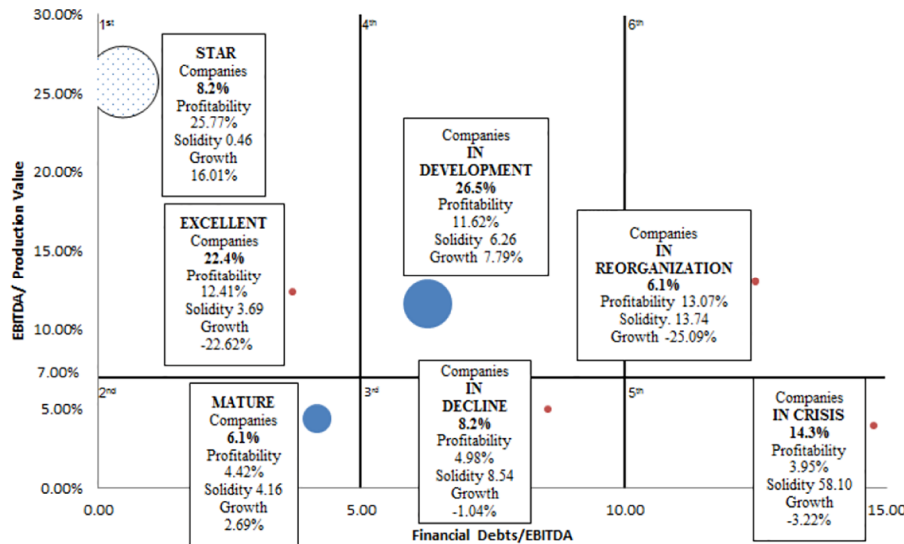 30.00%
25.00%
20.00%
15.00%
10.00%
7.00%
5.00%
0.00%
EBITDA/ Production Value
1st
4th
6th
STAR
Companies
8.2%
Profitability
25.77%
Solidity 0.46
Growth
16.01%
EXCELLENT
Companies
22.4%
Profitability
12.41%
Solidity 3.69
Growth
-22.62%
Companies
IN
DEVELOPMENT
26.5%
Profitability
11.62%
Solidity 6.26
Growth 7.79%
Companies
IN
REORGANIZATION
6.1%
Profitability 13.07%
Solidity. 13.74
Growth -25.09%
2nd
3rd
5th
MATURE
Companies
6.1%
Profitability
4.42%
Solidity 4.16
Growth
2.69%
Companies
IN
DECLINE
8.2%
Profitability
4.98%
Solidity 8.54
Growth
-1.04%
Companies
IN CRISIS
14.3%
Profitability
3.95%
Solidity 58.10
Growth
-3.22%
0.00
5.00
10.00
15.00
Financial Debts/EBITDA